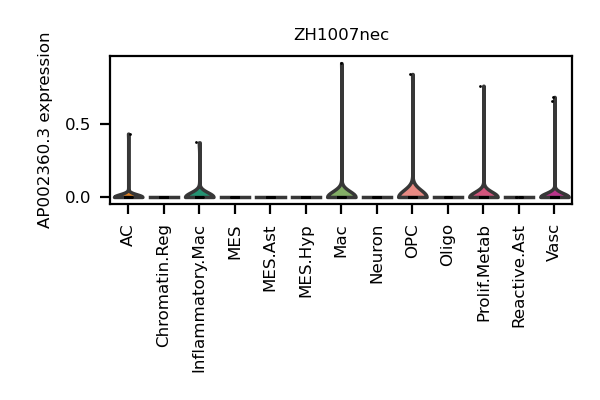 ZH1007nec
AP002360.3 expression
0.5
0.0
AC
Chromatin.Reg
Inflammatory.Mac
MES
MES.Ast
MES.Hyp
Mac
Neuron
OPC
Oligo
Prolif.Metab
Reactive.Ast
Vasc